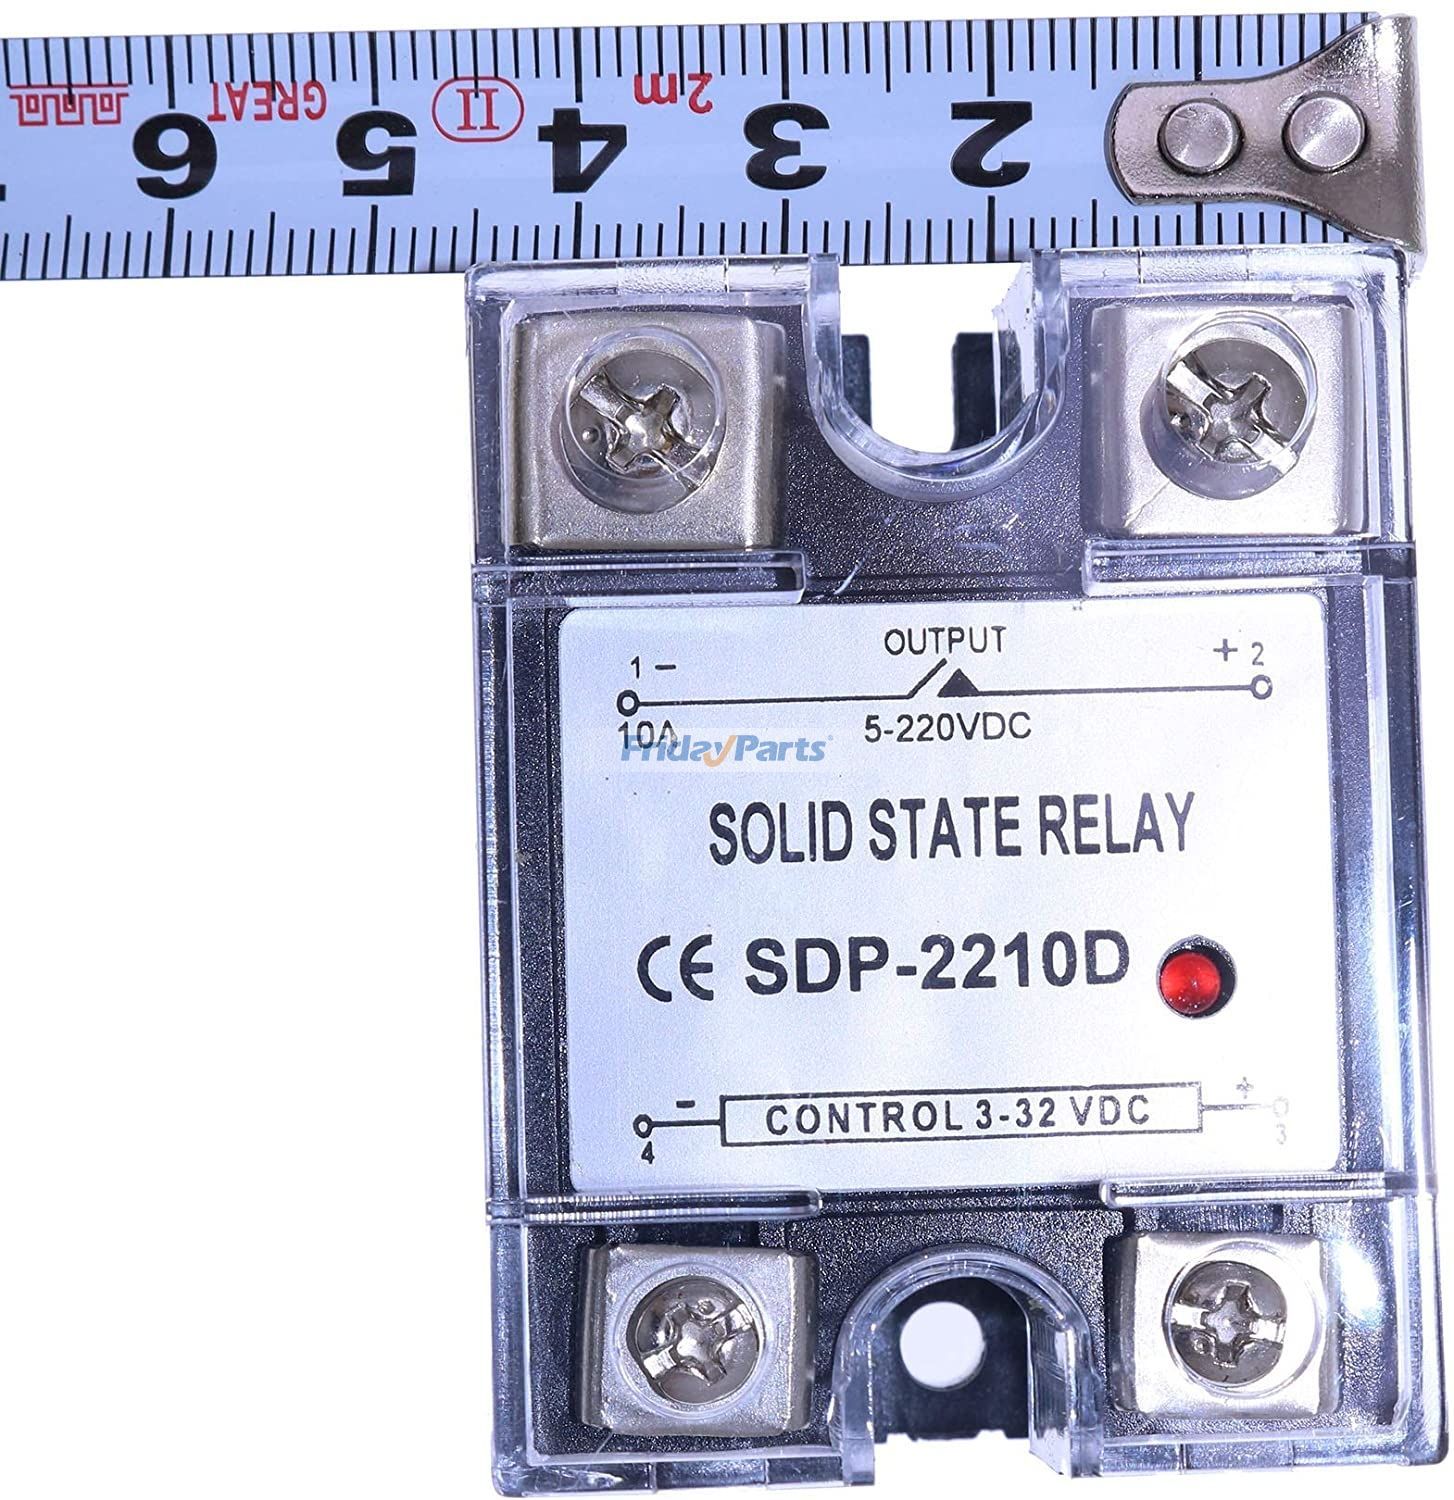 6 5 4 3 2
GREAT II 2m
OUTPUT
1 - + 2
10A 5-220VDC
FridayParts
SOLID STATE RELAY
CE SDP-2210D
- CONTROL 3-32 VDC +
4 3